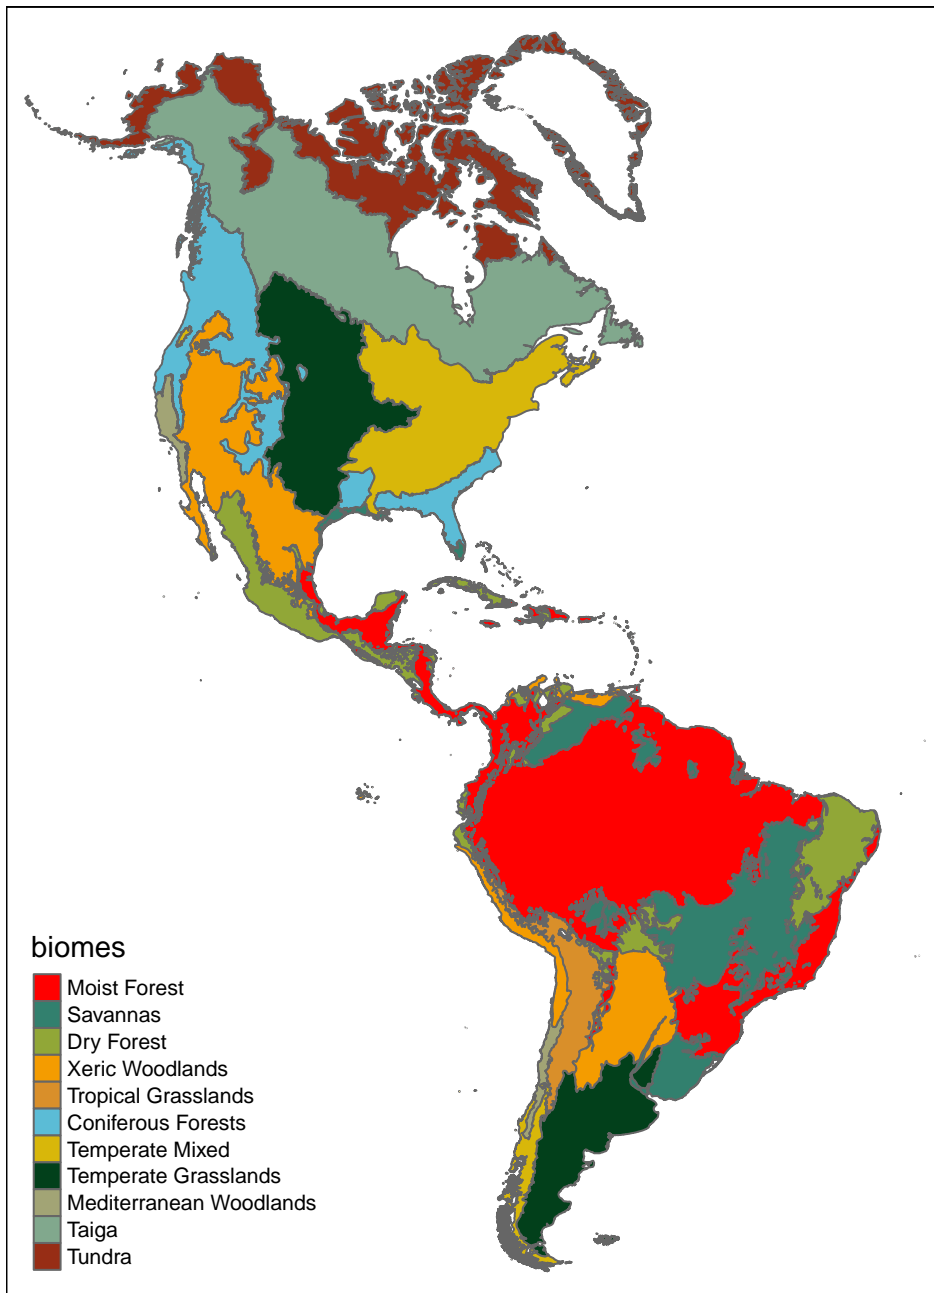 biomes
Moist Forest
Savannas
Dry Forest
Xeric Woodlands
Tropical Grasslands
Coniferous Forests
Temperate Mixed
Temperate Grasslands
Mediterranean Woodlands
Taiga
Tundra